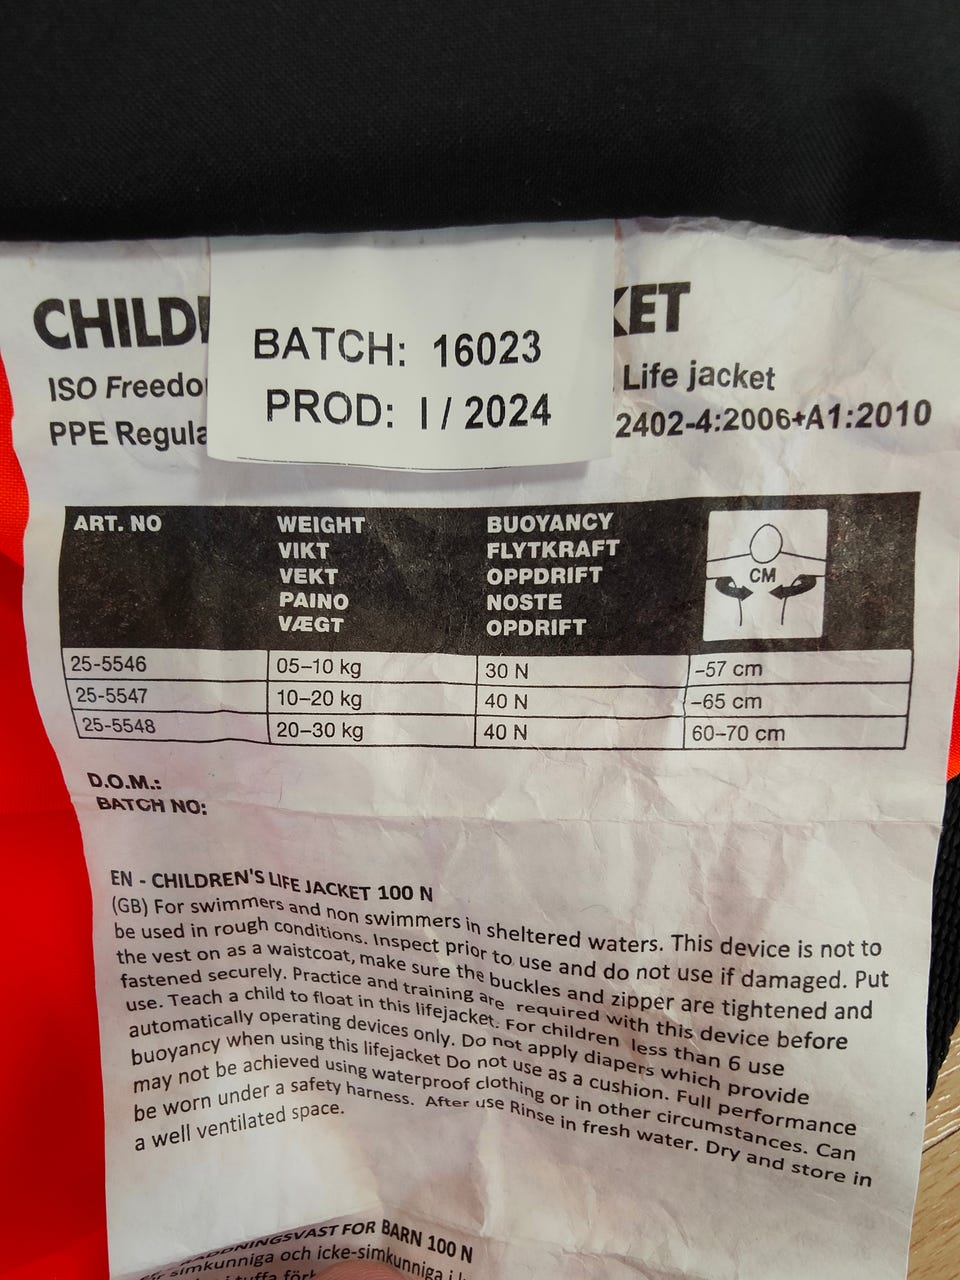 BATCH: 16023
PROD: I / 2024
Life jacket
ISO
PPE
2402-4:2006+A1:2010
ART. NO WEIGHT BUOYANCY
VIKT FLYTKRAFT
VEKT OPPDRIFT
PAINO NOSTE
VÆGT OPDRIFT
CM
25-5546 05–10 kg 30 N –57 cm
25-5547 10–20 kg 40 N –65 cm
25-5548 20–30 kg 40 N 60–70 cm
D.O.M.:
BATCH NO:
EN - CHILDREN'S LIFE JACKET 100 N
(GB) For swimmers and non swimmers in sheltered waters. This device is not to
be used in rough conditions. Inspect prior to use and do not use if damaged. Put
the vest on as a waistcoat, make sure the buckles and zipper are tightened and
fastened securely. Practice and training are required with this device before
use. Teach a child to float in this lifejacket. For children less than 6 use
automatically operating devices only. Do not apply diapers which provide
buoyancy when using this lifejacket Do not use as a cushion. Full performance
may not be achieved using waterproof clothing or in other circumstances. Can
be worn under a safety harness. After use Rinse in fresh water. Dry and store in
a well ventilated space.
FOR BARN 100 N
simkunniga och icke-simkunniga i